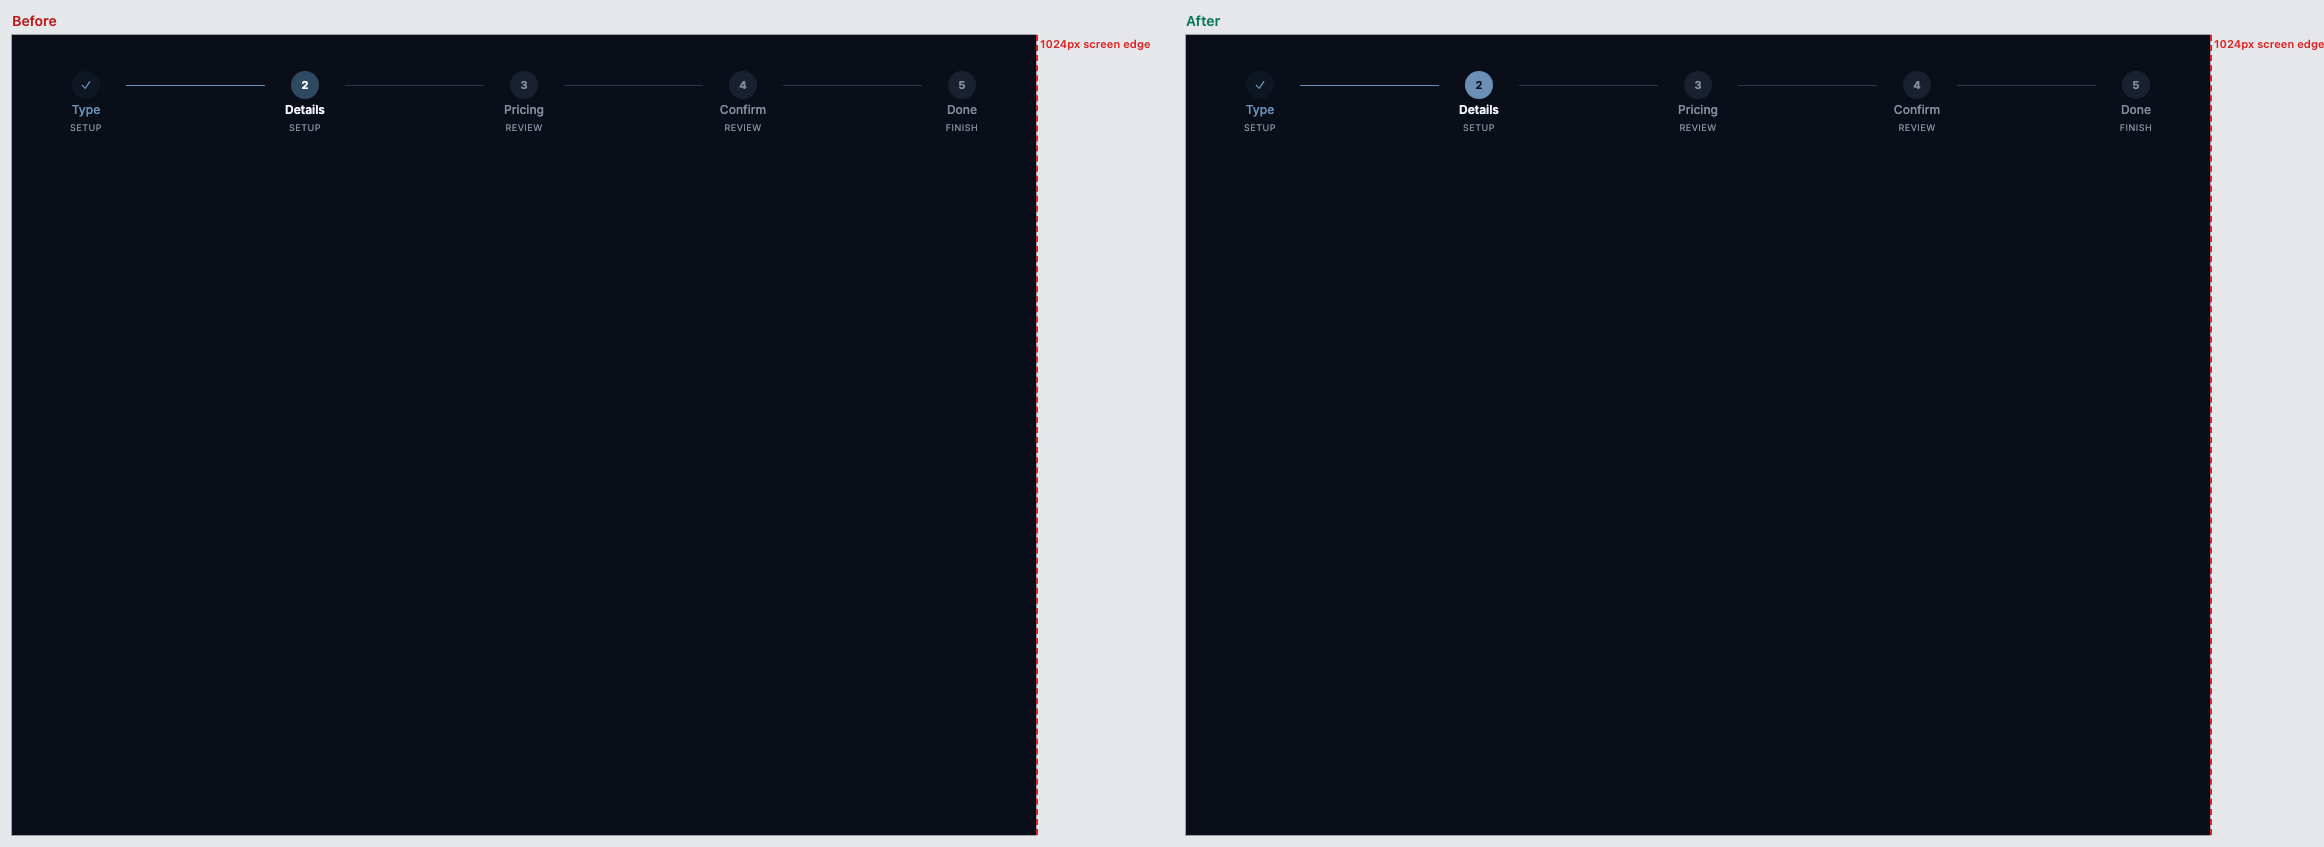 Before
1024px screen edge
2 3 4 5
Type Details Pricing Confirm Done
SETUP SETUP REVIEW REVIEW FINISH
After
1024px screen edge
2 3 4 5
Type Details Pricing Confirm Done
SETUP SETUP REVIEW REVIEW FINISH